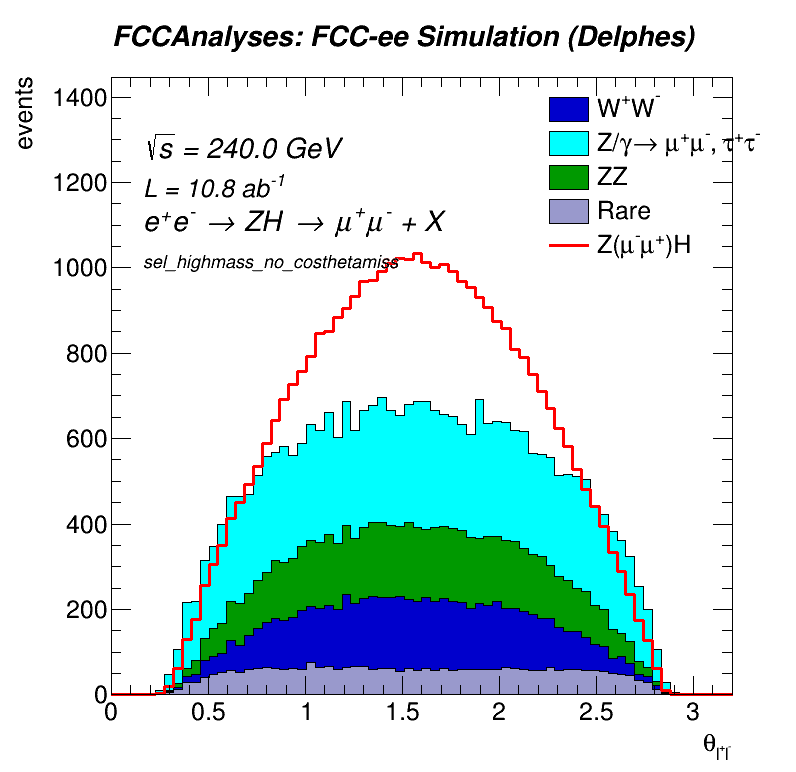 FCCAnalyses: FCC-ee Simulation (Delphes)
events
1400
1200
1000
800
600
400
200
0
√s = 240.0 GeV
L = 10.8 ab⁻¹
e⁺e⁻ → ZH → μ⁺μ⁻ + X
sel_highmass_no_costhetamiss
W⁺W⁻
Z/γ→ μ⁺μ⁻, τ⁺τ⁻
ZZ
Rare
Z(μ⁻μ⁺)H
0 0.5 1 1.5 2 2.5 3
θ_l⁺l⁻